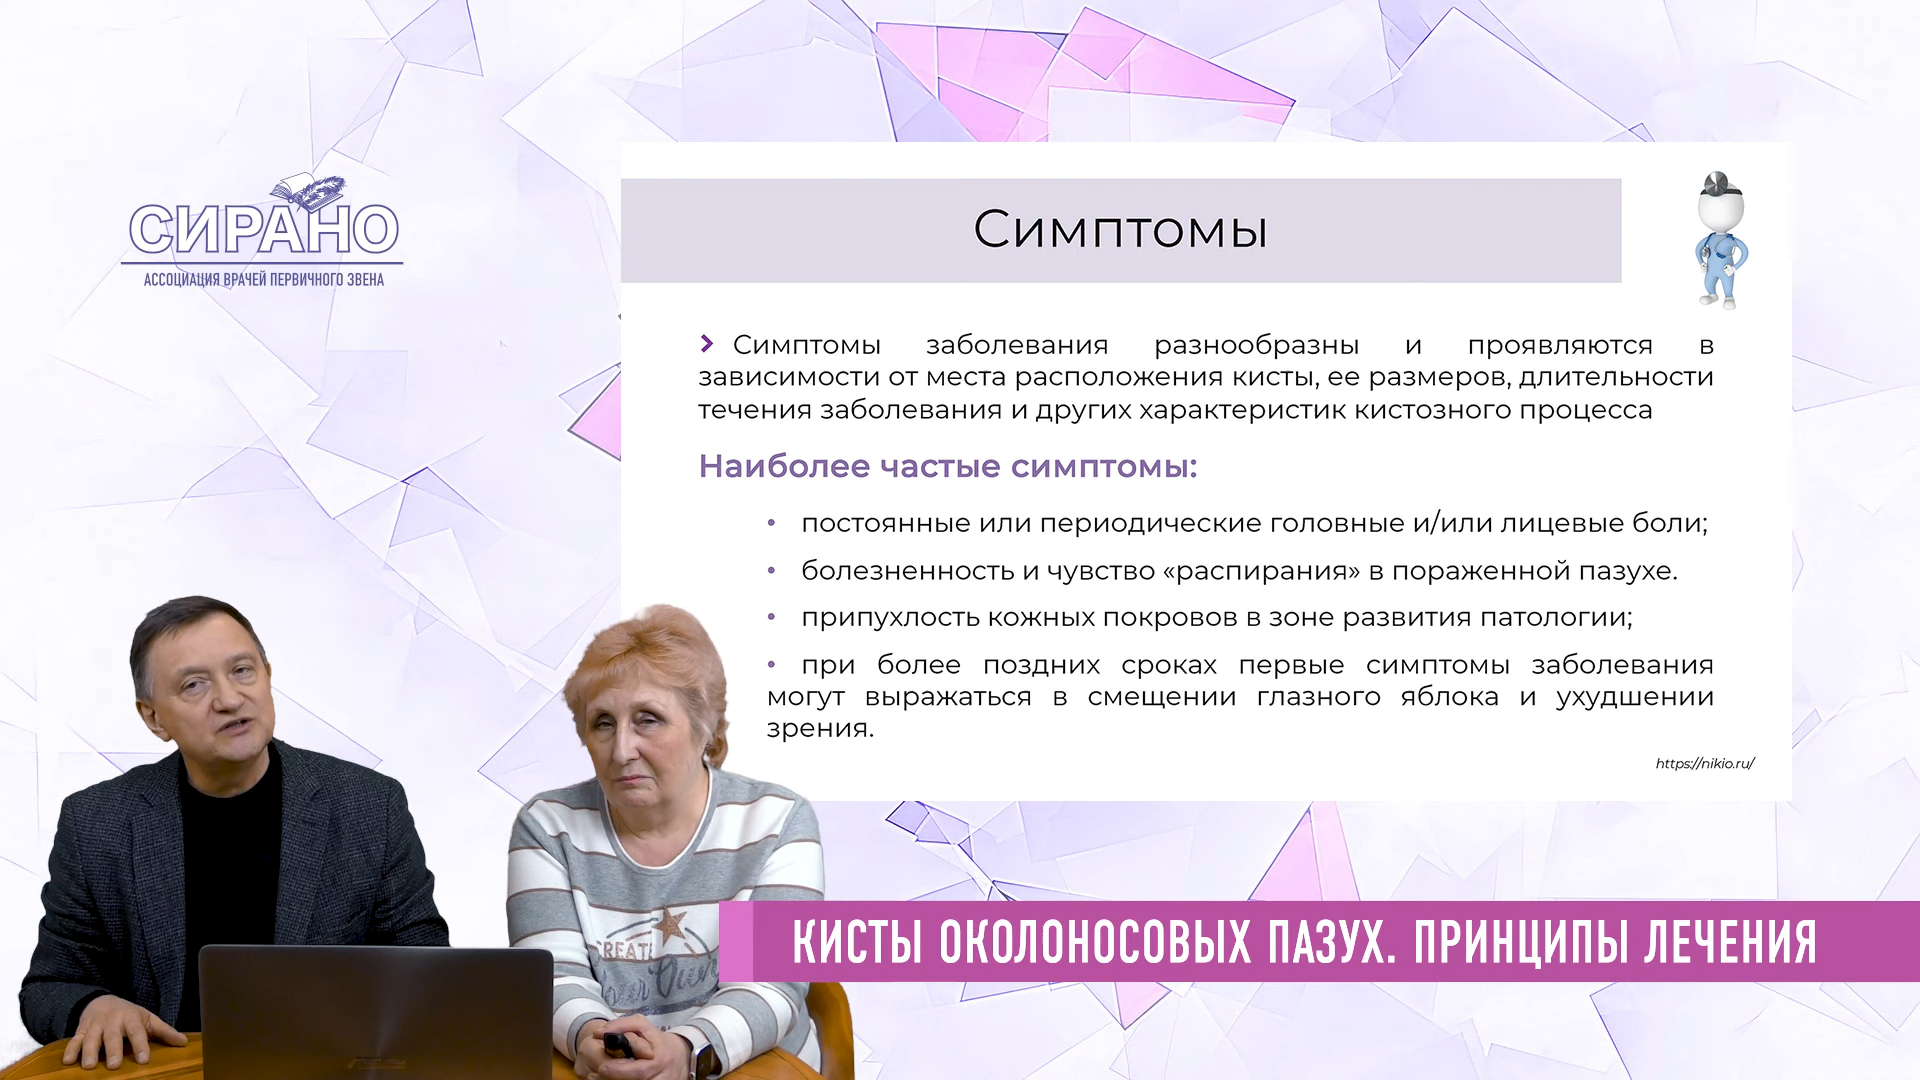 СИРАНО
АССОЦИАЦИЯ ВРАЧЕЙ ПЕРВИЧНОГО ЗВЕНА
Симптомы
Симптомы заболевания разнообразны и проявляются в
зависимости от места расположения кисты, ее размеров, длительности
течения заболевания и других характеристик кистозного процесса
Наиболее частые симптомы:
• постоянные или периодические головные и/или лицевые боли;
• болезненность и чувство «распирания» в пораженной пазухе.
• припухлость кожных покровов в зоне развития патологии;
• при более поздних сроках первые симптомы заболевания
могут выражаться в смещении глазного яблока и ухудшении
зрения.
https://nikio.ru/
КИСТЫ ОКОЛОНОСОВЫХ ПАЗУХ. ПРИНЦИПЫ ЛЕЧЕНИЯ